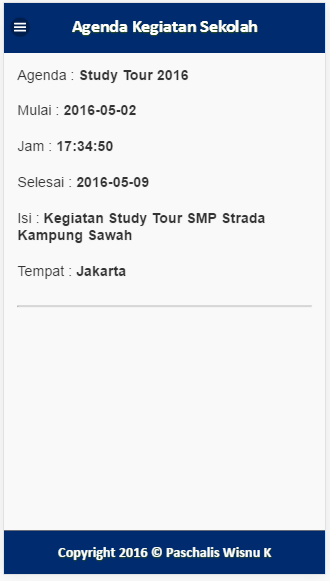 Agenda Kegiatan Sekolah
Agenda : Study Tour 2016
Mulai : 2016-05-02
Jam : 17:34:50
Selesai : 2016-05-09
Isi : Kegiatan Study Tour SMP Strada
Kampung Sawah
Tempat : Jakarta
Copyright 2016 © Paschalis Wisnu K